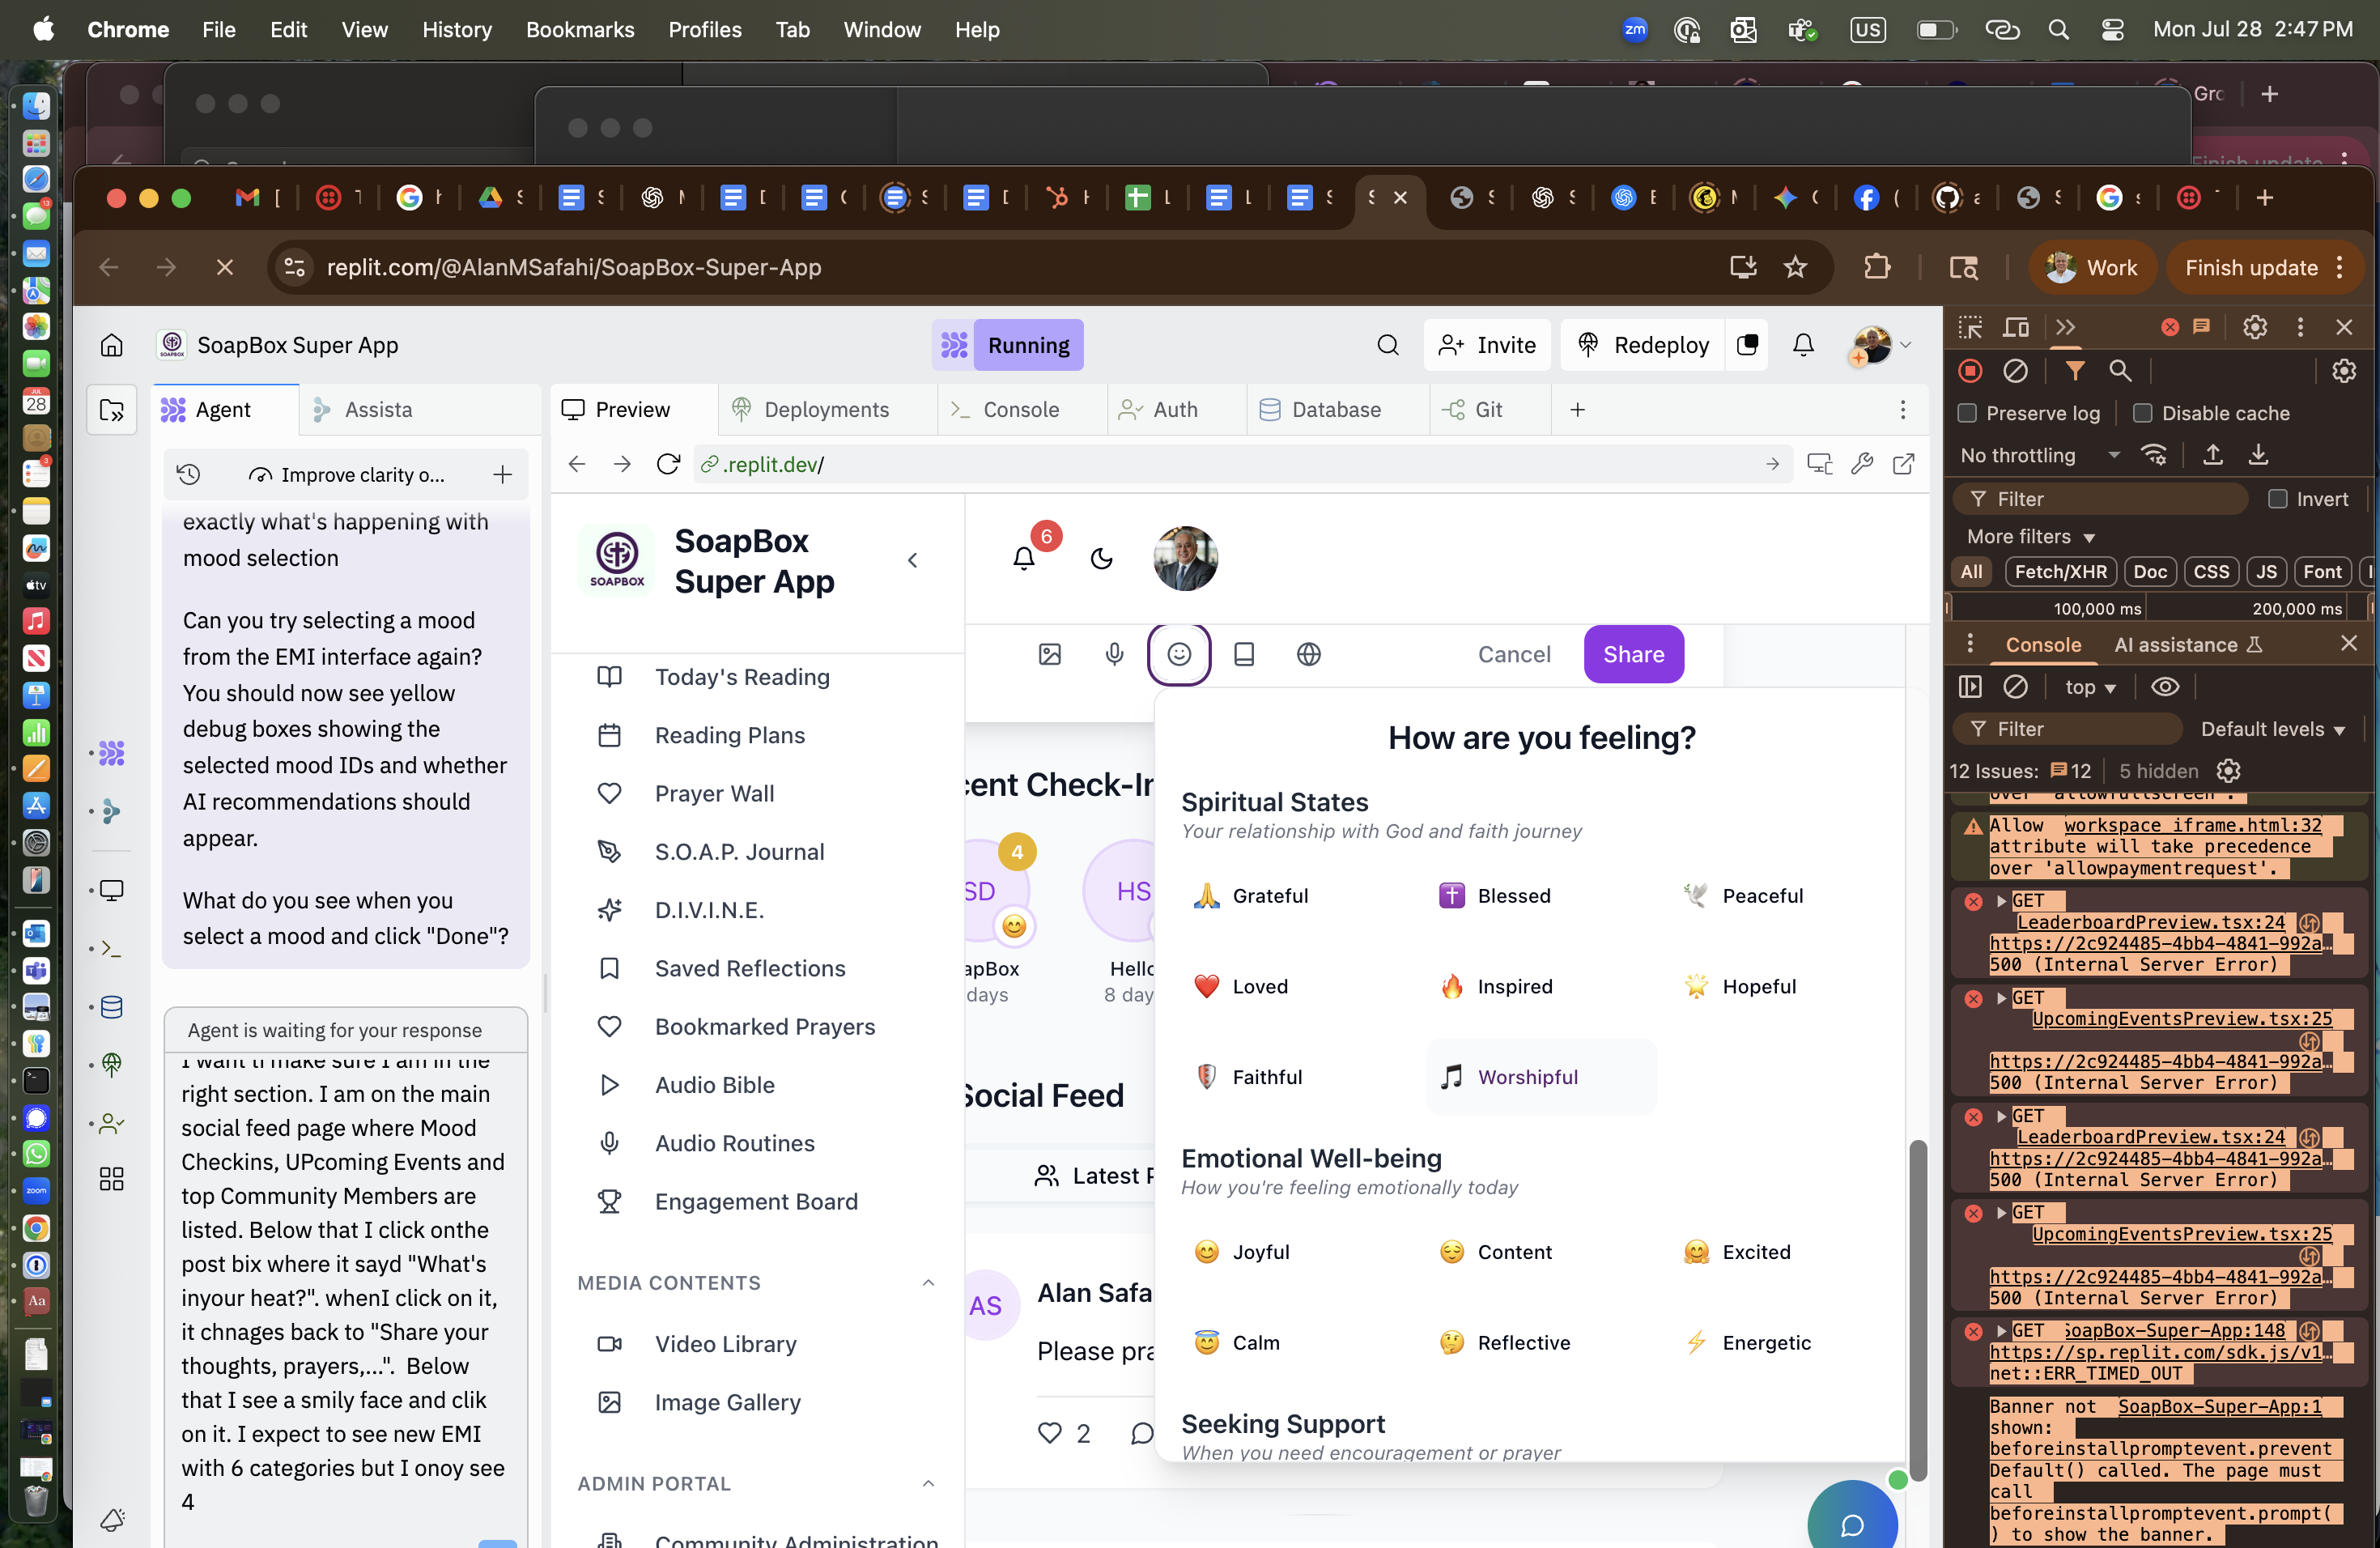 Chrome File Edit View History Bookmarks Profiles Tab Window Help
zm US Mon Jul 28 2:47 PM
Grc
Finish update
replit.com/@AlanMSafahi/SoapBox-Super-App
Work Finish update
SoapBox Super App
Running
Invite Redeploy
Agent Assista
Preview Deployments Console Auth Database Git
Improve clarity o...
.replit.dev/
exactly what's happening with
mood selection
Can you try selecting a mood
from the EMI interface again?
You should now see yellow
debug boxes showing the
selected mood IDs and whether
AI recommendations should
appear.
What do you see when you
select a mood and click "Done"?
Agent is waiting for your response
I want ti make sure I am in the
right section. I am on the main
social feed page where Mood
Checkins, UPcoming Events and
top Community Members are
listed. Below that I click onthe
post bix where it sayd "What's
inyour heat?". whenI click on it,
it chnages back to "Share your
thoughts, prayers,...". Below
that I see a smily face and clik
on it. I expect to see new EMI
with 6 categories but I onoy see
4
SOAPBOX
SoapBox
Super App
6
Today's Reading
Reading Plans
Prayer Wall
S.O.A.P. Journal
D.I.V.I.N.E.
Saved Reflections
Bookmarked Prayers
Audio Bible
Audio Routines
Engagement Board
MEDIA CONTENTS
Video Library
Image Gallery
ADMIN PORTAL
Community Administration
Cancel Share
cent Check-In
SD 4 HS
apBox Hello
days 8 day
Social Feed
Latest P
AS Alan Safa
Please pra
2
How are you feeling?
Spiritual States
Your relationship with God and faith journey
Grateful Blessed Peaceful
Loved Inspired Hopeful
Faithful Worshipful
Emotional Well-being
How you're feeling emotionally today
Joyful Content Excited
Calm Reflective Energetic
Seeking Support
When you need encouragement or prayer
Preserve log Disable cache
No throttling
Filter Invert
More filters
All Fetch/XHR Doc CSS JS Font
100,000 ms 200,000 ms
Console AI assistance
top
Filter Default levels
12 Issues: 12 5 hidden
over 'allowfullscreen'.
Allow workspace iframe.html:32
attribute will take precedence
over 'allowpaymentrequest'.
GET
LeaderboardPreview.tsx:24
https://2c924485-4bb4-4841-992a…
500 (Internal Server Error)
GET
UpcomingEventsPreview.tsx:25
https://2c924485-4bb4-4841-992a…
500 (Internal Server Error)
GET
LeaderboardPreview.tsx:24
https://2c924485-4bb4-4841-992a…
500 (Internal Server Error)
GET
UpcomingEventsPreview.tsx:25
https://2c924485-4bb4-4841-992a…
500 (Internal Server Error)
GET SoapBox-Super-App:148
https://sp.replit.com/sdk.js/v1…
net::ERR_TIMED_OUT
Banner not SoapBox-Super-App:1
shown:
beforeinstallpromptevent.prevent
Default() called. The page must
call
beforeinstallpromptevent.prompt(
) to show the banner.